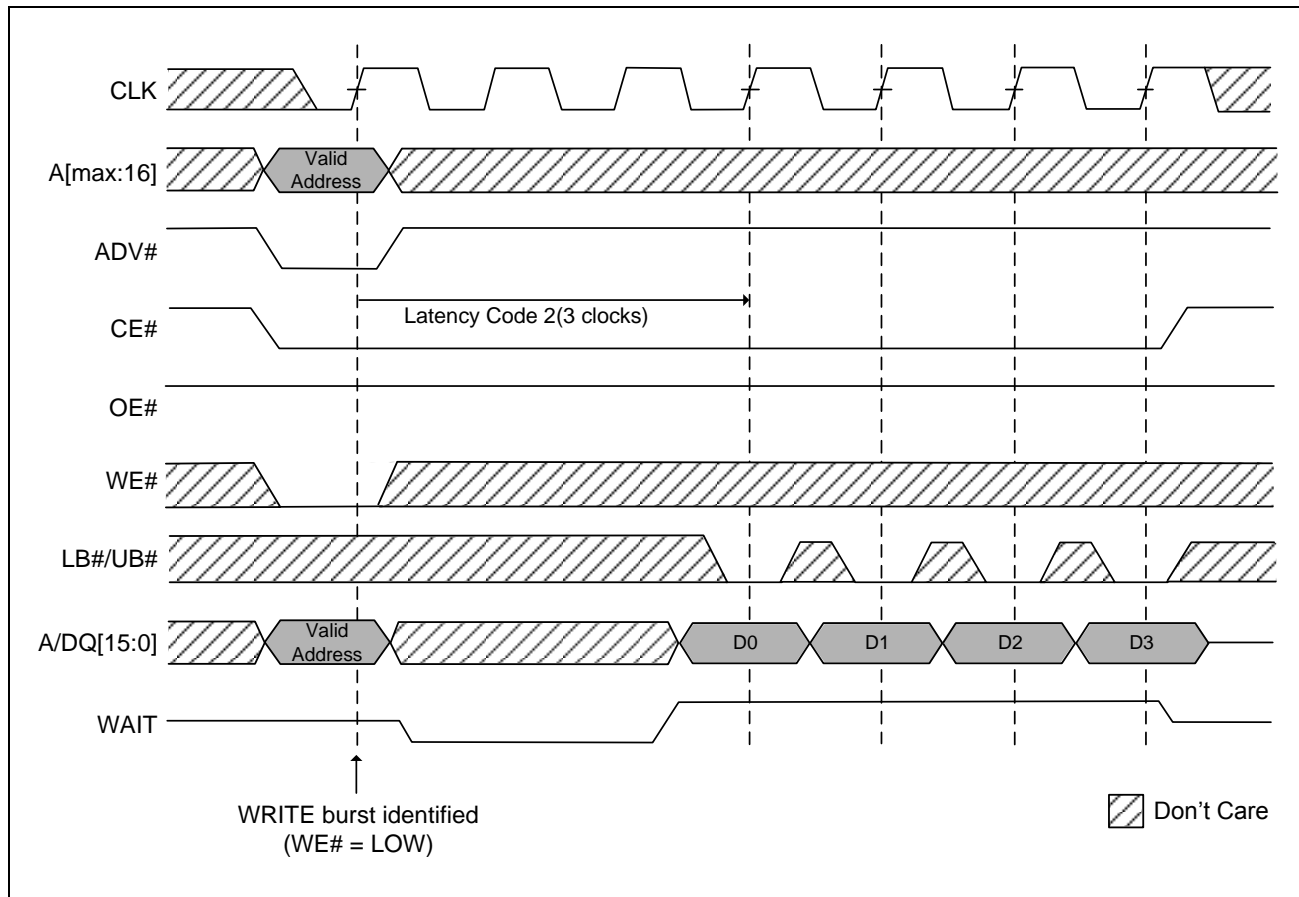 CLK
A[max:16]
Valid
Address
ADV#
CE#
Latency Code 2(3 clocks)
OE#
WE#
LB#/UB#
A/DQ[15:0]
Valid
Address
D0
D1
D2
D3
WAIT
WRITE burst identified
(WE# = LOW)
Don't Care